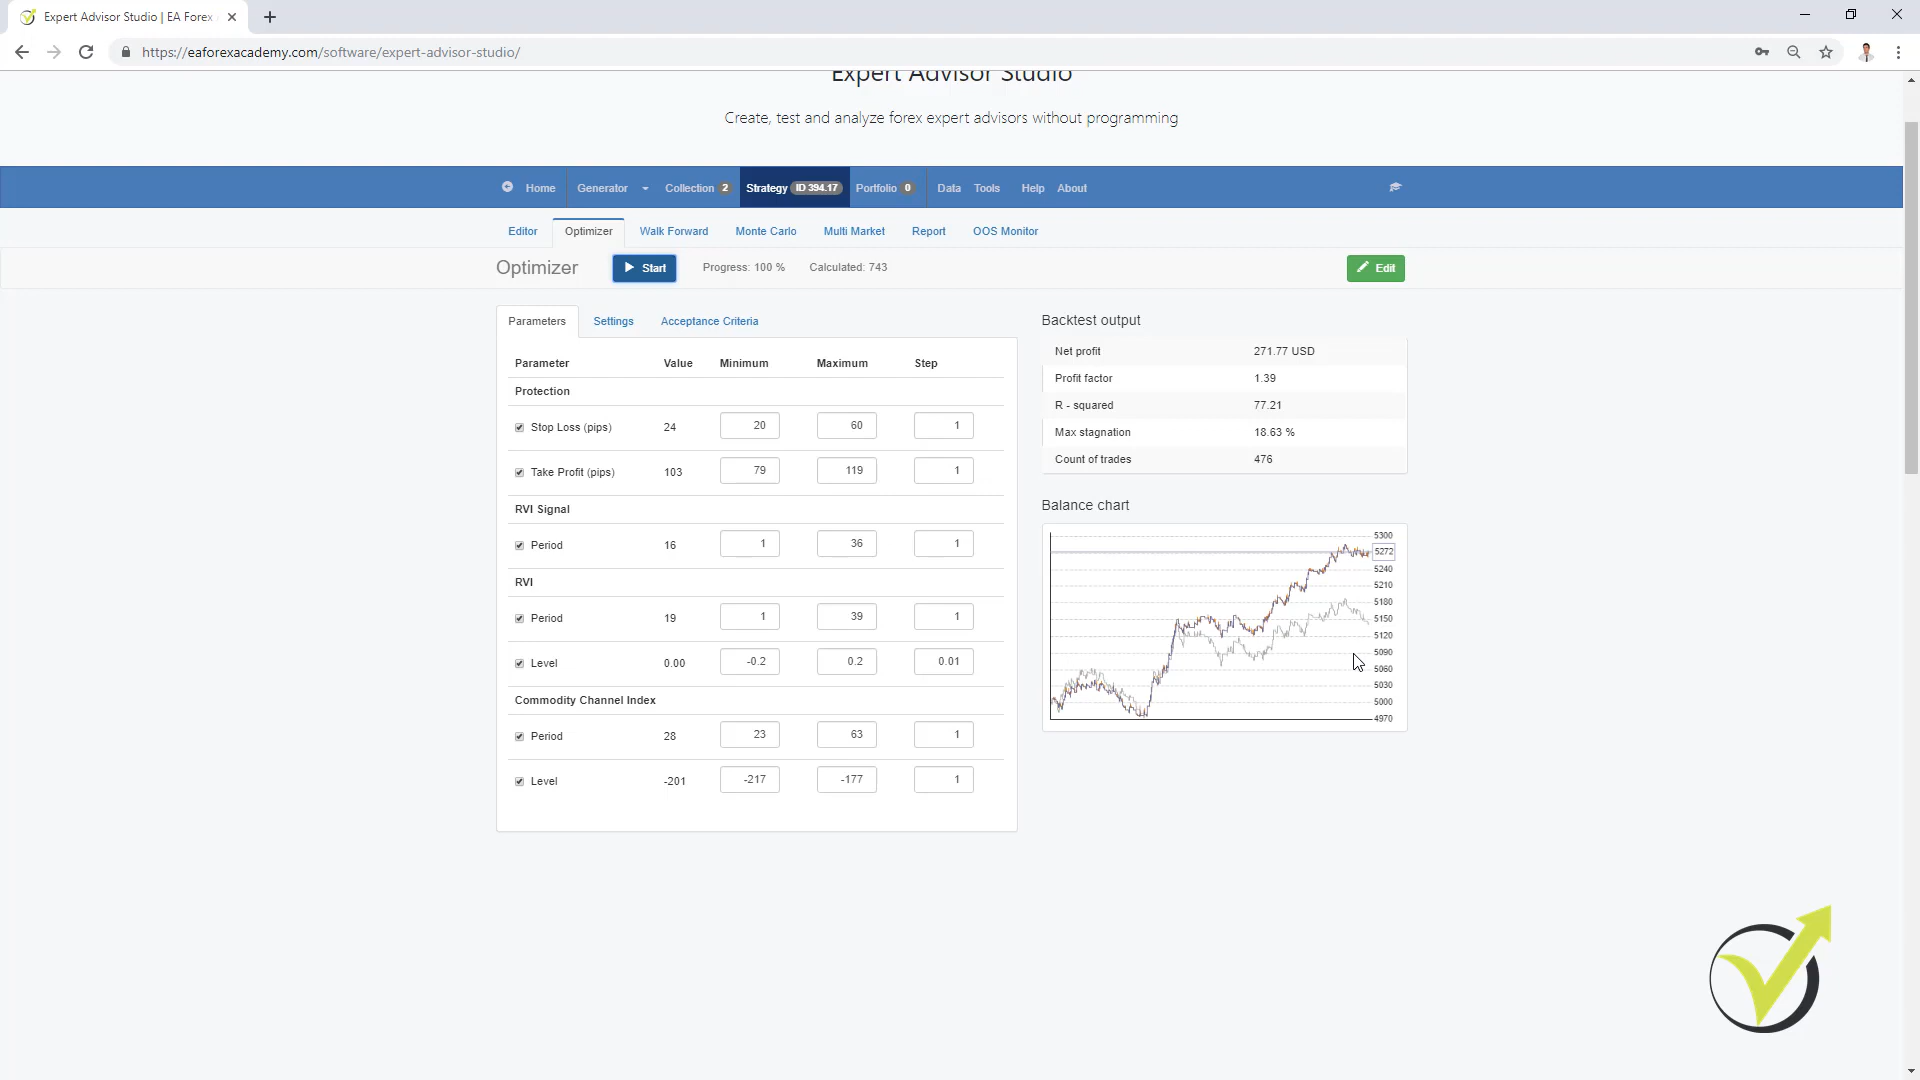 Expert Advisor Studio | EA Forex
https://eaforexacademy.com/software/expert-advisor-studio/
Expert Advisor Studio
Create, test and analyze forex expert advisors without programming
Home Generator Collection 2 Strategy ID 394.17 Portfolio 0 Data Tools Help About
Editor Optimizer Walk Forward Monte Carlo Multi Market Report OOS Monitor
Optimizer Start Progress: 100 % Calculated: 743 Edit
Parameters Settings Acceptance Criteria
Parameter Value Minimum Maximum Step
Protection
Stop Loss (pips) 24 20 60 1
Take Profit (pips) 103 79 119 1
RVI Signal
Period 16 1 36 1
RVI
Period 19 1 39 1
Level 0.00 -0.2 0.2 0.01
Commodity Channel Index
Period 28 23 63 1
Level -201 -217 -177 1
Backtest output
Net profit 271.77 USD
Profit factor 1.39
R - squared 77.21
Max stagnation 18.63 %
Count of trades 476
Balance chart
5300
5272
5240
5210
5180
5150
5120
5090
5060
5030
5000
4970